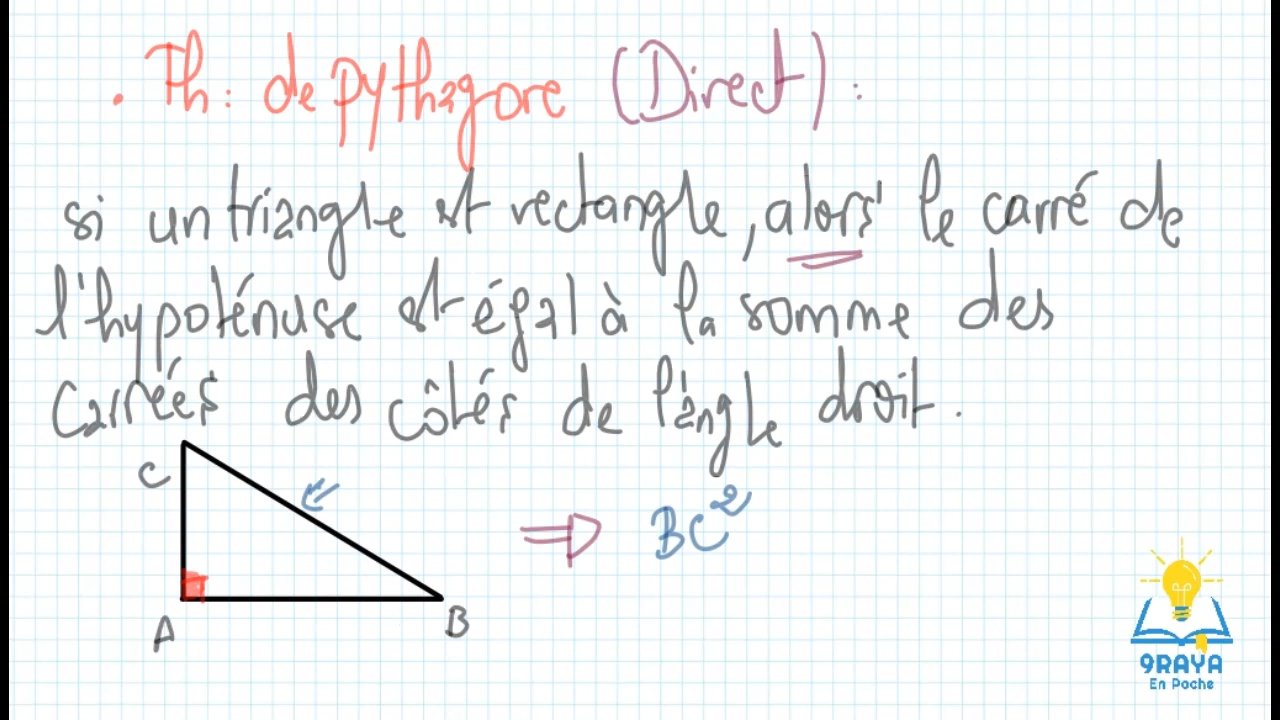 . Th: de pythagore (Direct) :
si un triangle est rectangle, alors le carré de
l'hypoténuse est égal à la somme des
carrées des côtés de l'angle droit.
C
⇒ BC²
A
B
9RAYA
En Poche